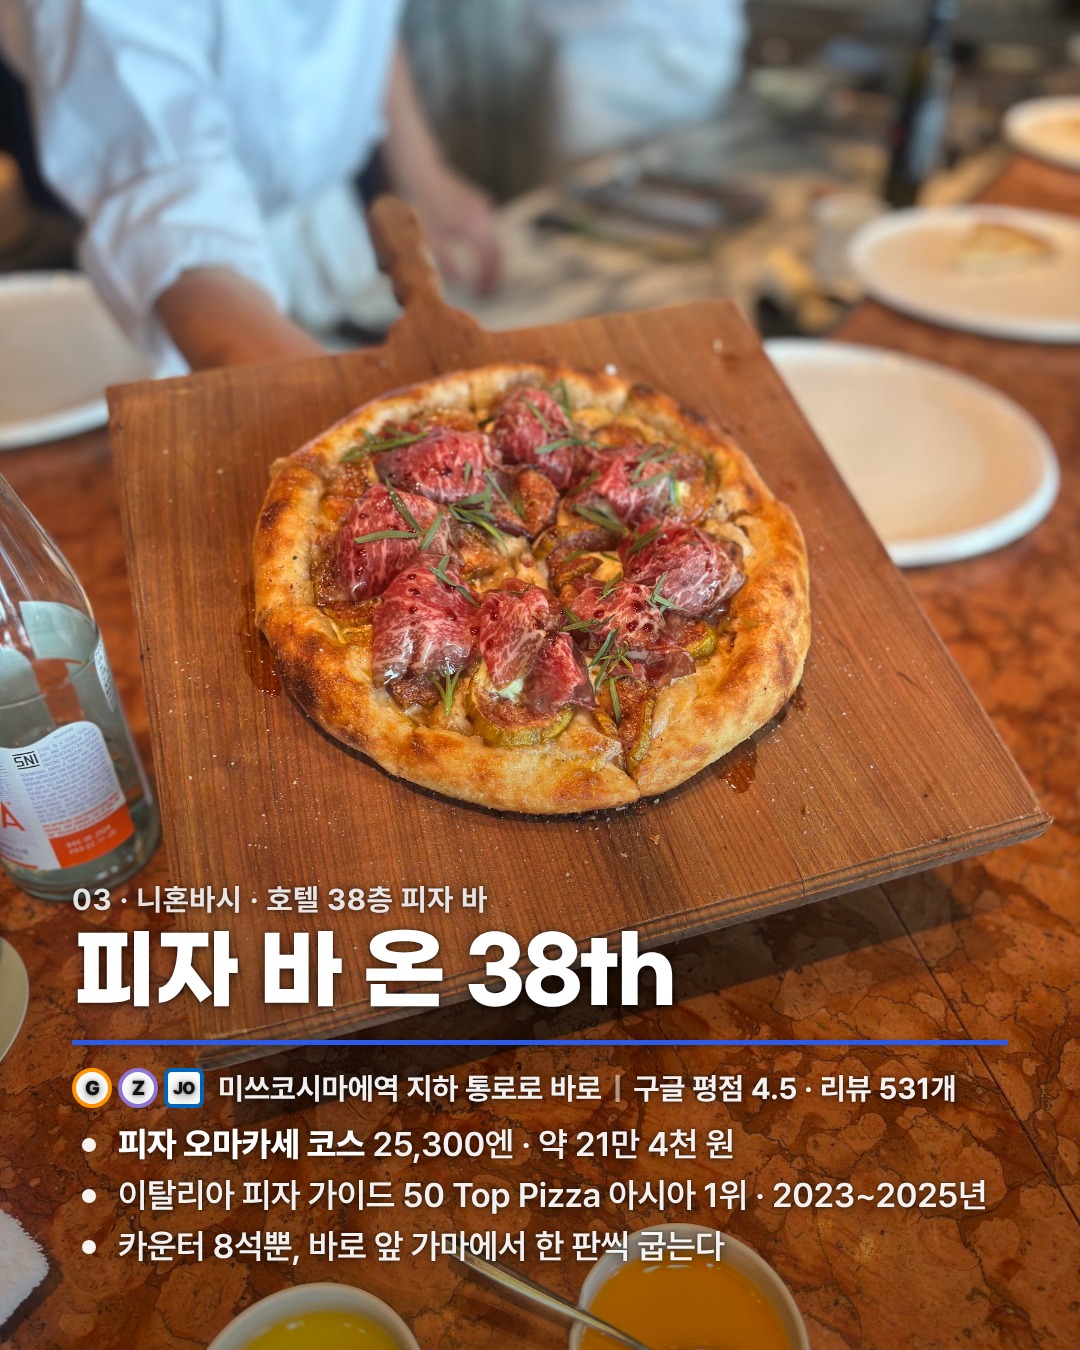 INS
A
03 · 니혼바시 · 호텔 38층 피자 바
피자 바 온 38th
G Z JO 미쓰코시마에역 지하 통로로 바로 | 구글 평점 4.5 · 리뷰 531개
• 피자 오마카세 코스 25,300엔 · 약 21만 4천 원
• 이탈리아 피자 가이드 50 Top Pizza 아시아 1위 · 2023~2025년
• 카운터 8석뿐, 바로 앞 가마에서 한 판씩 굽는다